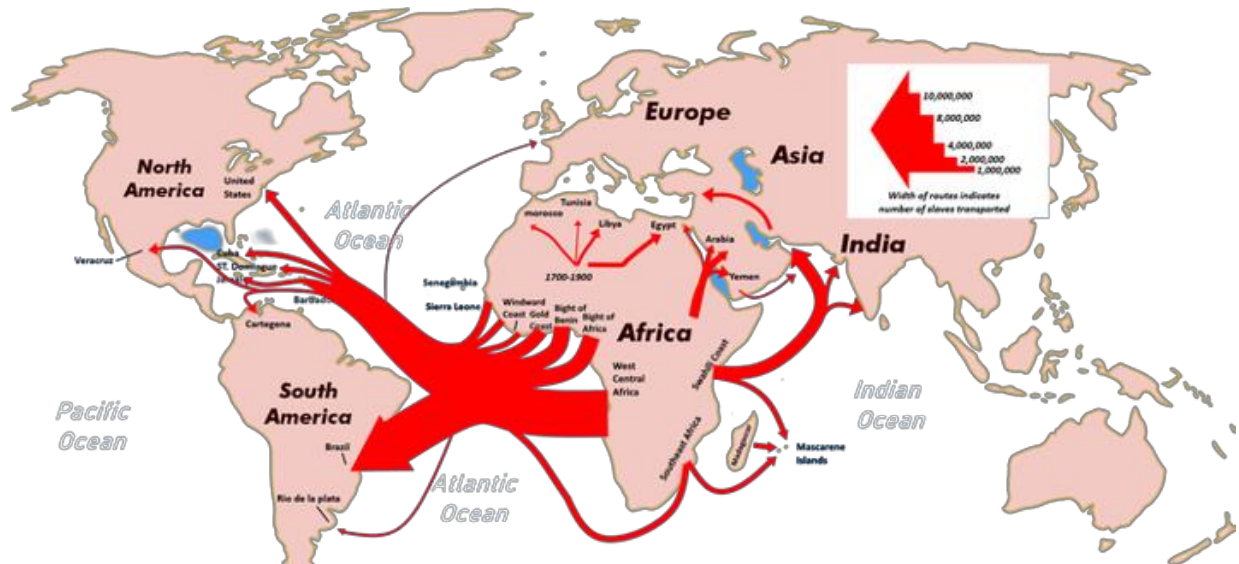 Europe
Asia
North
America
United
States
Atlantic
Ocean
10,000,000
8,000,000
4,000,000
2,000,000
1,000,000
Width of routes indicates
number of slaves transported
Tunisia
morocco
Libya
Egypt
Arabia
India
Veracruz
Cuba
ST. Domingue
1700-1900
Yemen
Senegambia
Sierra Leone
Cartegena
Windward
Coast
Gold
Coast
Bight of
Benin
Bight of
Africa
Africa
West
Central
Africa
Swahili Coast
South
America
Pacific
Ocean
Indian
Ocean
Brazil
Southeast Africa
Madagascar
Mascarene
Islands
Rio de la plata
Atlantic
Ocean